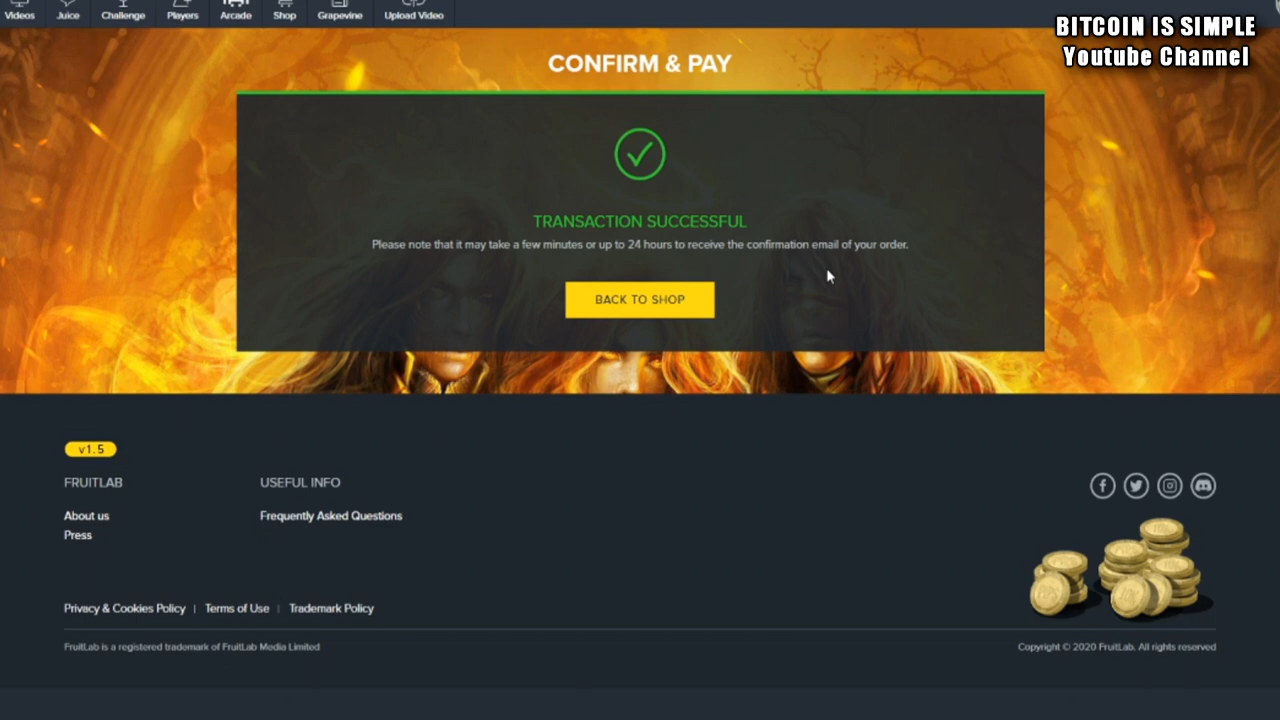 Videos
Juice
Challenge
Players
Arcade
Shop
Grapevine
Upload Video
BITCOIN IS SIMPLE
Youtube Channel
CONFIRM & PAY
TRANSACTION SUCCESSFUL
Please note that it may take a few minutes or up to 24 hours to receive the confirmation email of your order.
BACK TO SHOP
v1.5
FRUITLAB
USEFUL INFO
About us
Frequently Asked Questions
Press
Privacy & Cookies Policy | Terms of Use | Trademark Policy
FruitLab is a registered trademark of FruitLab Media Limited
Copyright © 2020 FruitLab. All rights reserved